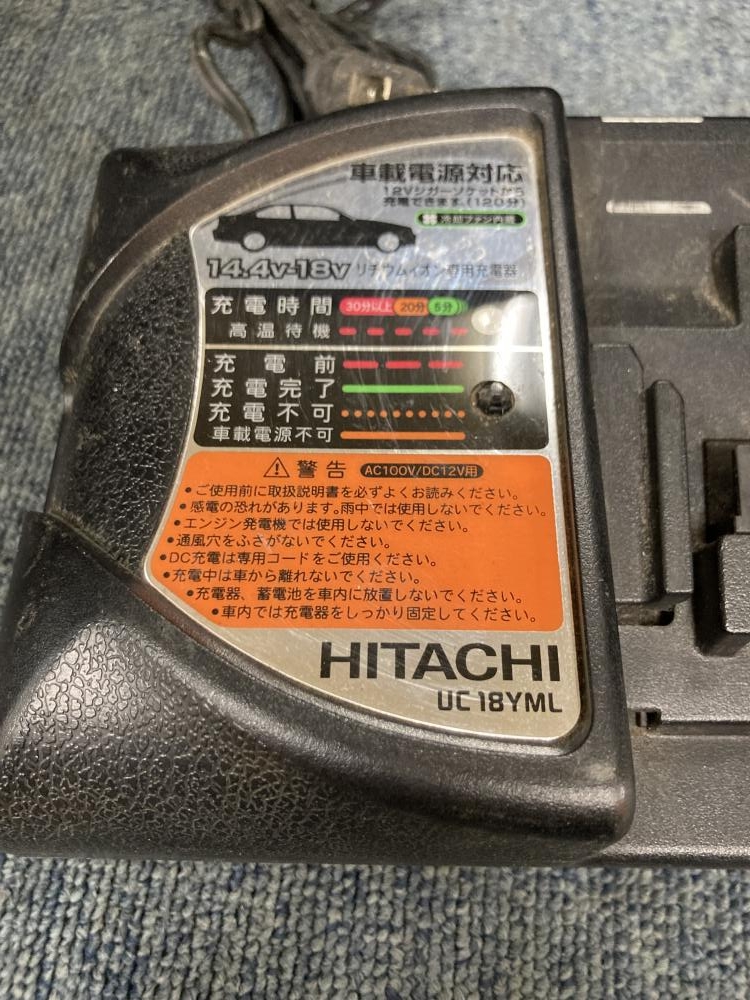 車載電源対応
12Vシガーソケットから
充電できます。(120分)
冷却ファン内蔵
14.4v-18v リチウムイオン専用充電器
充電時間 30分以上 20分 5分
高温待機
充電前
充電完了
充電不可
車載電源不可
警告 AC100V/DC12V用
•ご使用前に取扱説明書を必ずよくお読みください。
•感電の恐れがあります。雨中では使用しないでください。
•エンジン発電機では使用しないでください。
•通風穴をふさがないでください。
•DC充電は専用コードをご使用ください。
•充電中は車から離れないでください。
•充電器、蓄電池を車内に放置しないでください。
•車内では充電器をしっかり固定してください。
HITACHI
UC18YML